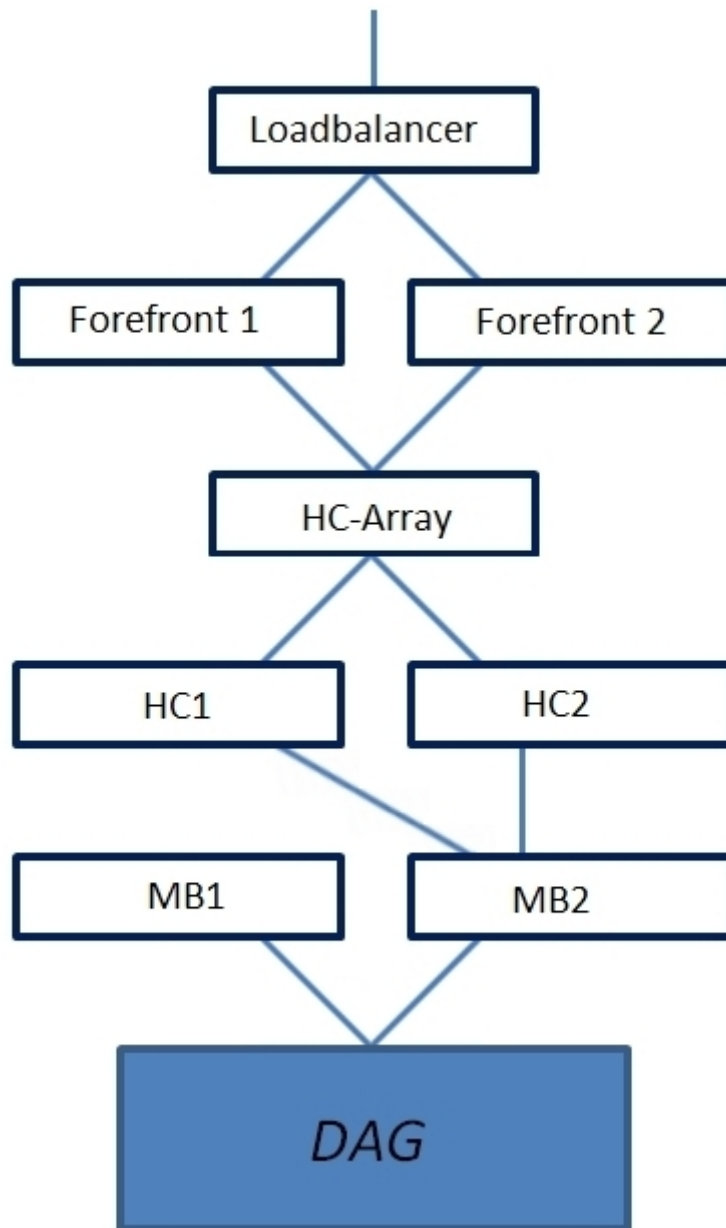 Loadbalancer
Forefront 1
Forefront 2
HC-Array
HC1
HC2
MB1
MB2
DAG